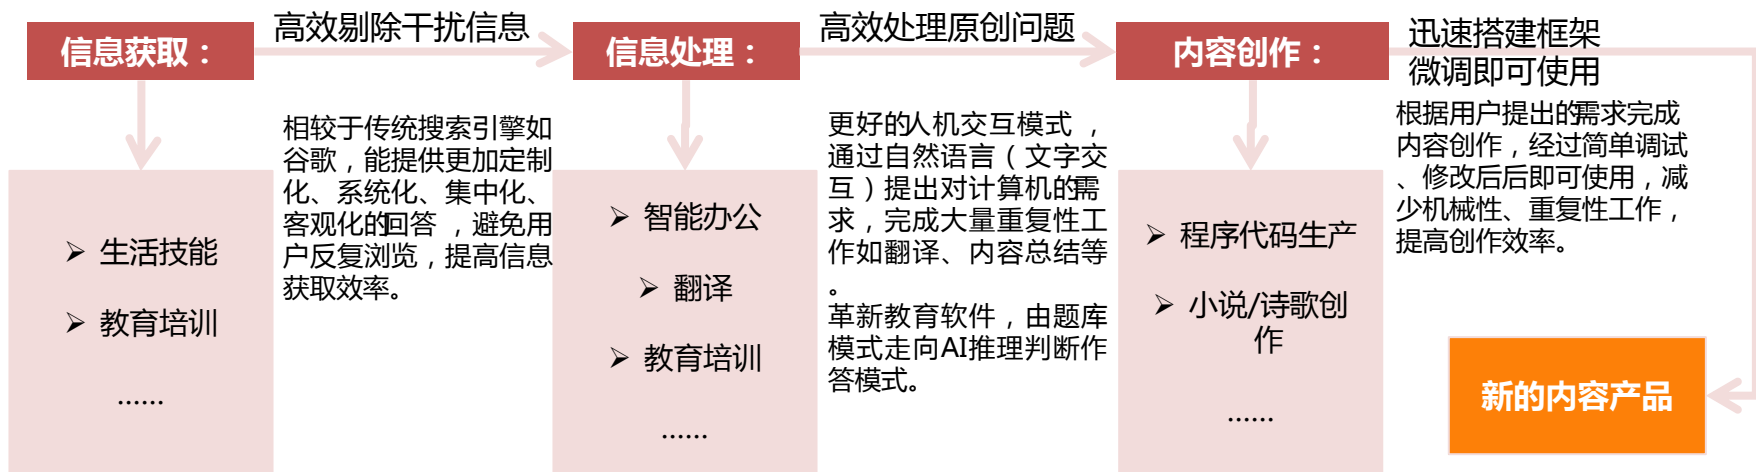 信息获取：
高效剔除干扰信息
信息处理：
高效处理原创问题
内容创作：
迅速搭建框架
微调即可使用
相较于传统搜索引擎如
谷歌，能提供更加定制
化、系统化、集中化、
客观化的回答，避免用
户反复浏览，提高信息
获取效率。
➢ 生活技能
➢ 教育培训
……
更好的人机交互模式，
通过自然语言（文字交
互）提出对计算机的需
求，完成大量重复性工
作如翻译、内容总结等
。
革新教育软件，由题库
模式走向AI推理判断作
答模式。
➢ 智能办公
➢ 翻译
➢ 教育培训
……
根据用户提出的需求完成
内容创作，经过简单调试
、修改后后即可使用，减
少机械性、重复性工作，
提高创作效率。
➢ 程序代码生产
➢ 小说/诗歌创
作
……
新的内容产品